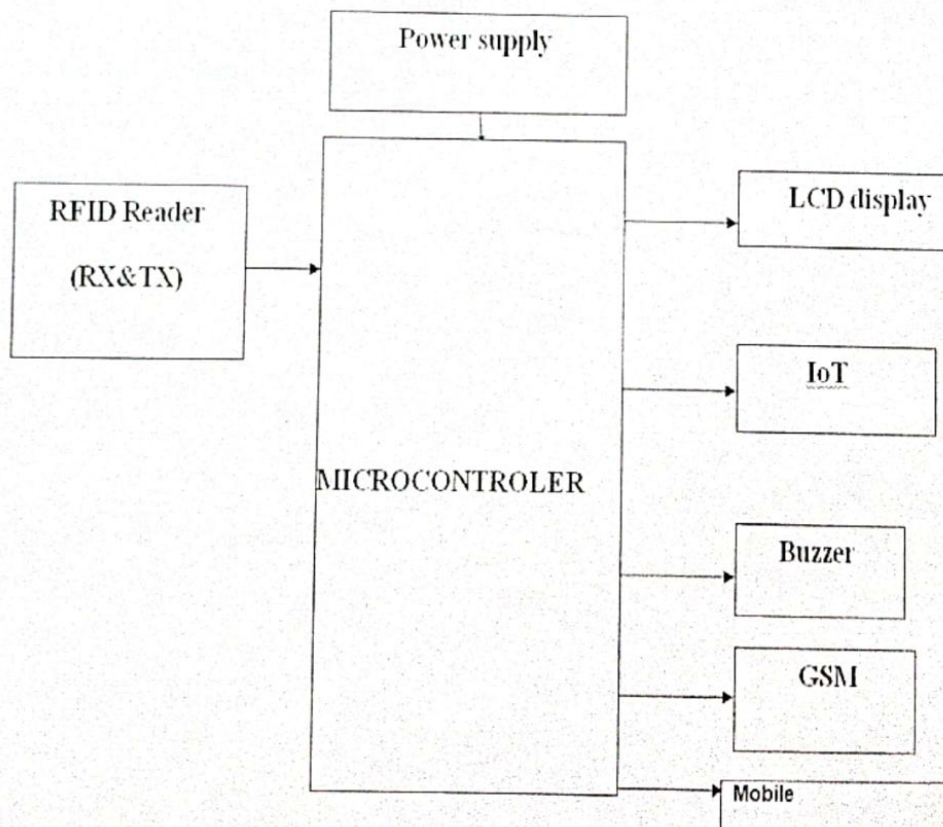 Power supply
RFID Reader
(RX&TX)
LCD display
IoT
MICROCONTROLER
Buzzer
GSM
Mobile